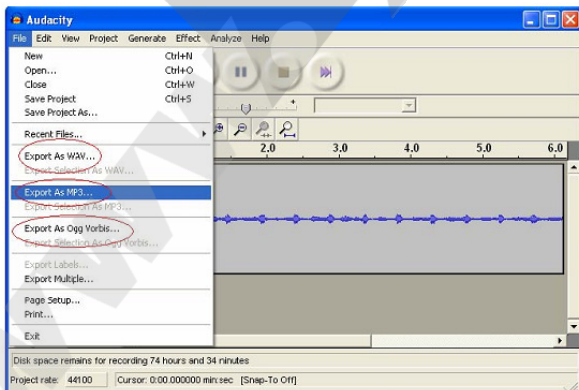 Audacity
File Edit View Project Generate Effect Analyze Help
New Ctrl+N
Open... Ctrl+O
Close Ctrl+W
Save Project Ctrl+S
Save Project As...
Recent Files...
Export As WAV...
Export Selection As WAV...
Export As MP3...
Export Selection As MP3...
Export As Ogg Vorbis...
Export Selection As Ogg Vorbis...
Export Labels...
Export Multiple...
Page Setup...
Print...
Exit
2.0 3.0 4.0 5.0 6.0
Disk space remains for recording 74 hours and 34 minutes
Project rate: 44100 Cursor: 0:00.000000 min:sec [Snap-To Off]